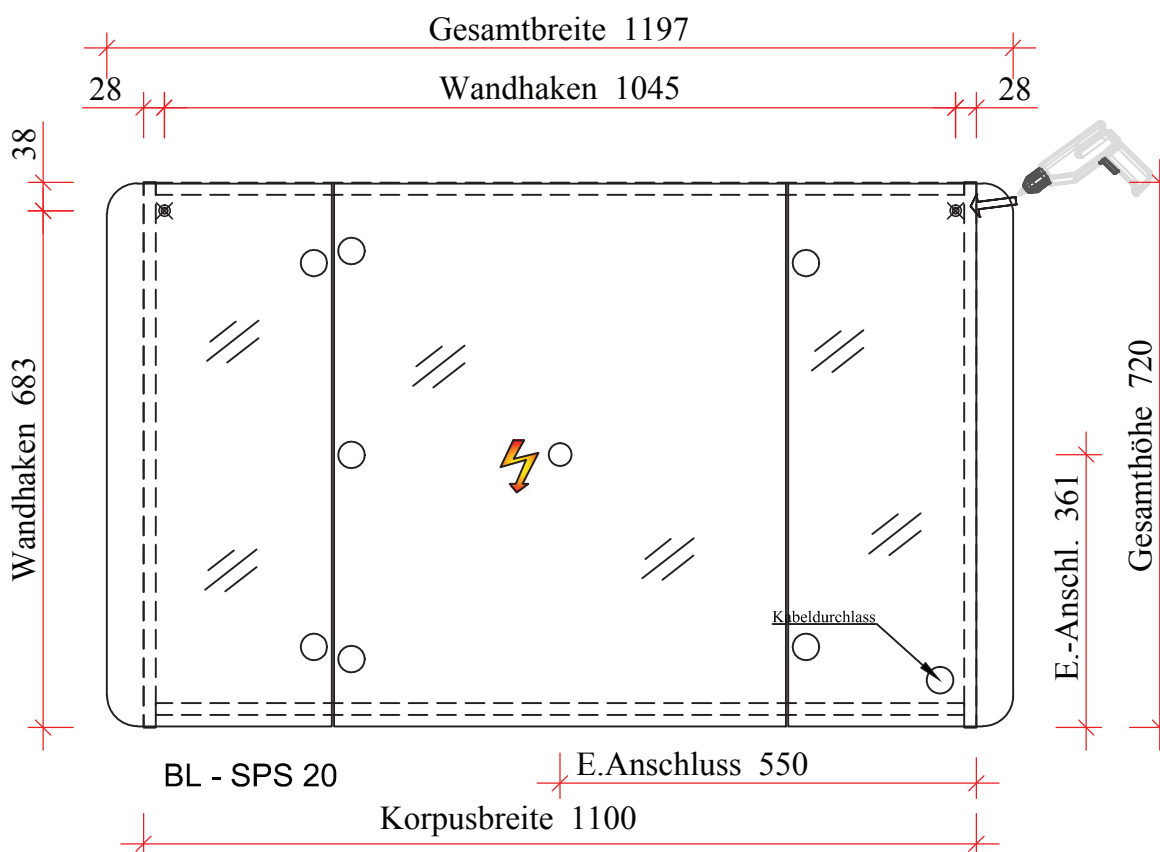 Gesamtbreite 1197
28
Wandhaken 1045
28
38
Wandhaken 683
Gesamthöhe 720
E.-Anschl. 361
Kabeldurchlass
BL - SPS 20
E.Anschluss 550
Korpusbreite 1100